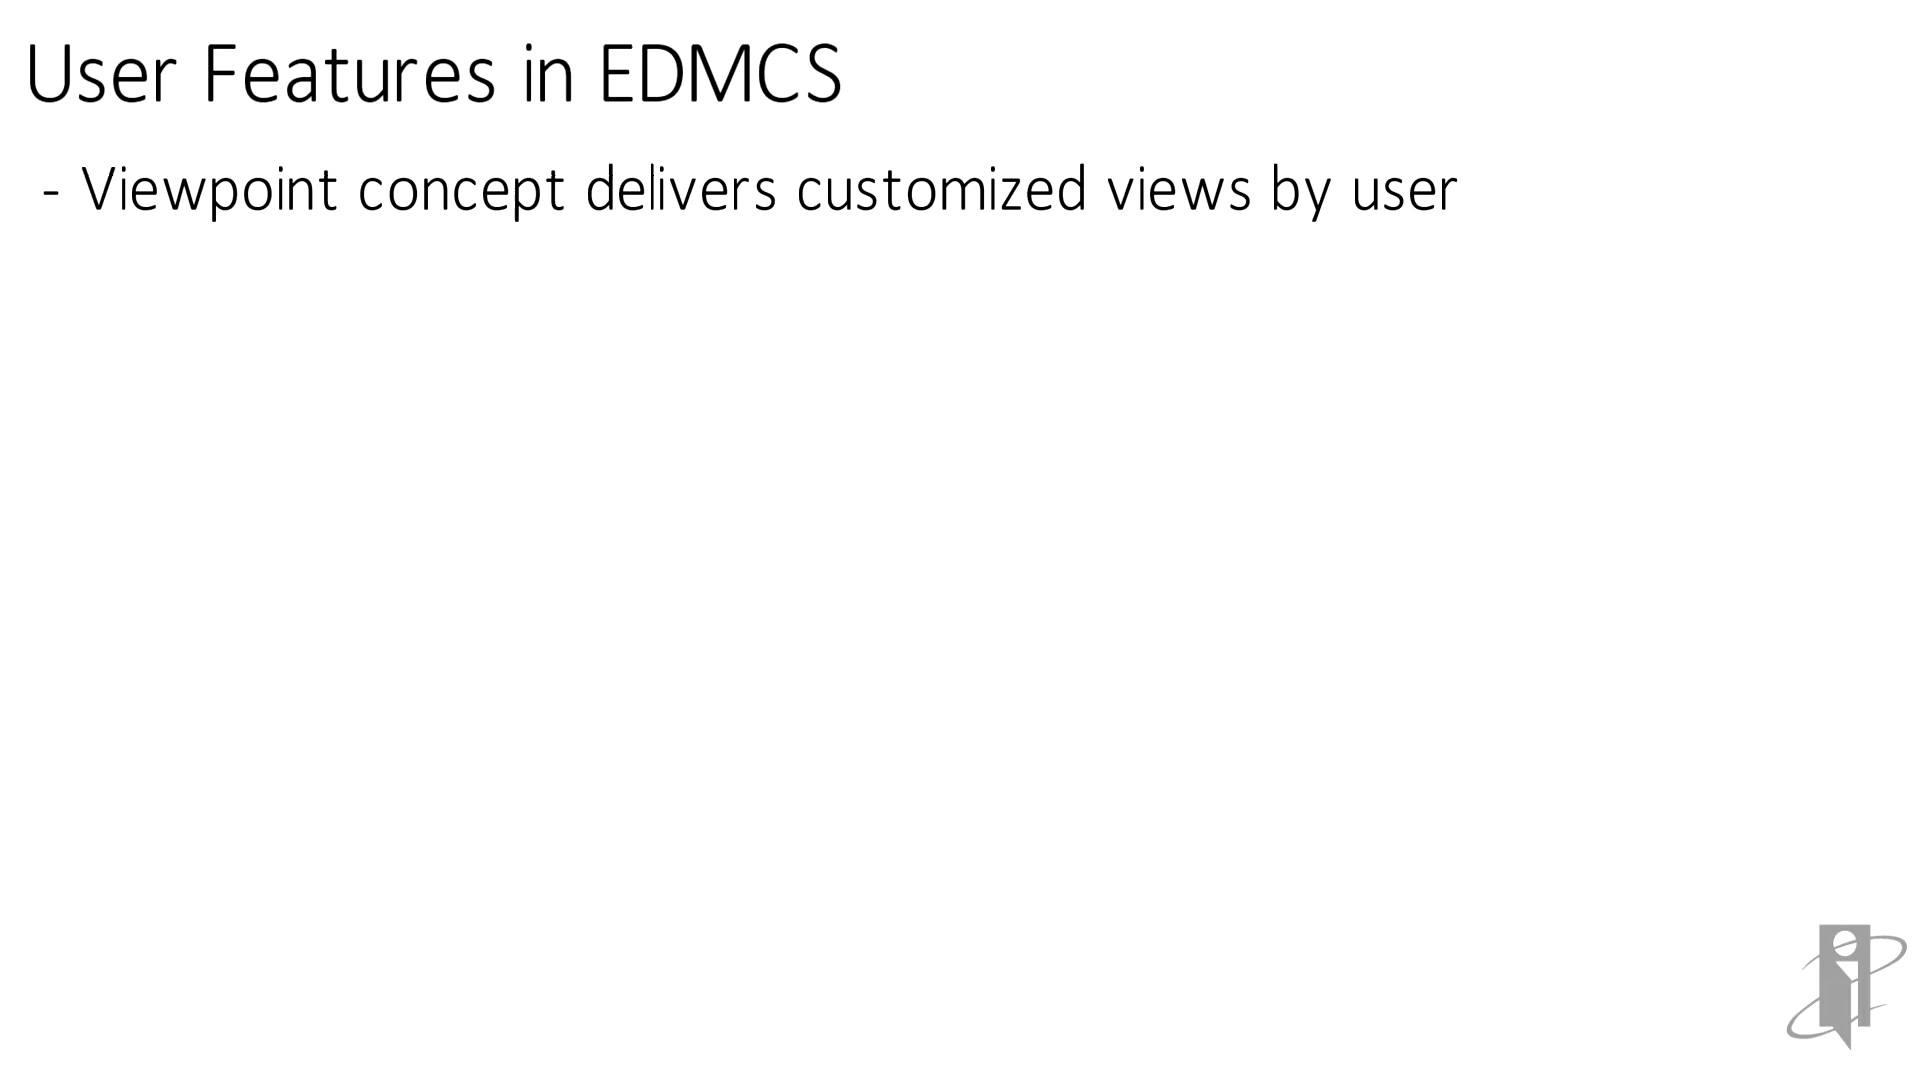 User Features in EDMCS
- Viewpoint concept delivers customized views by user